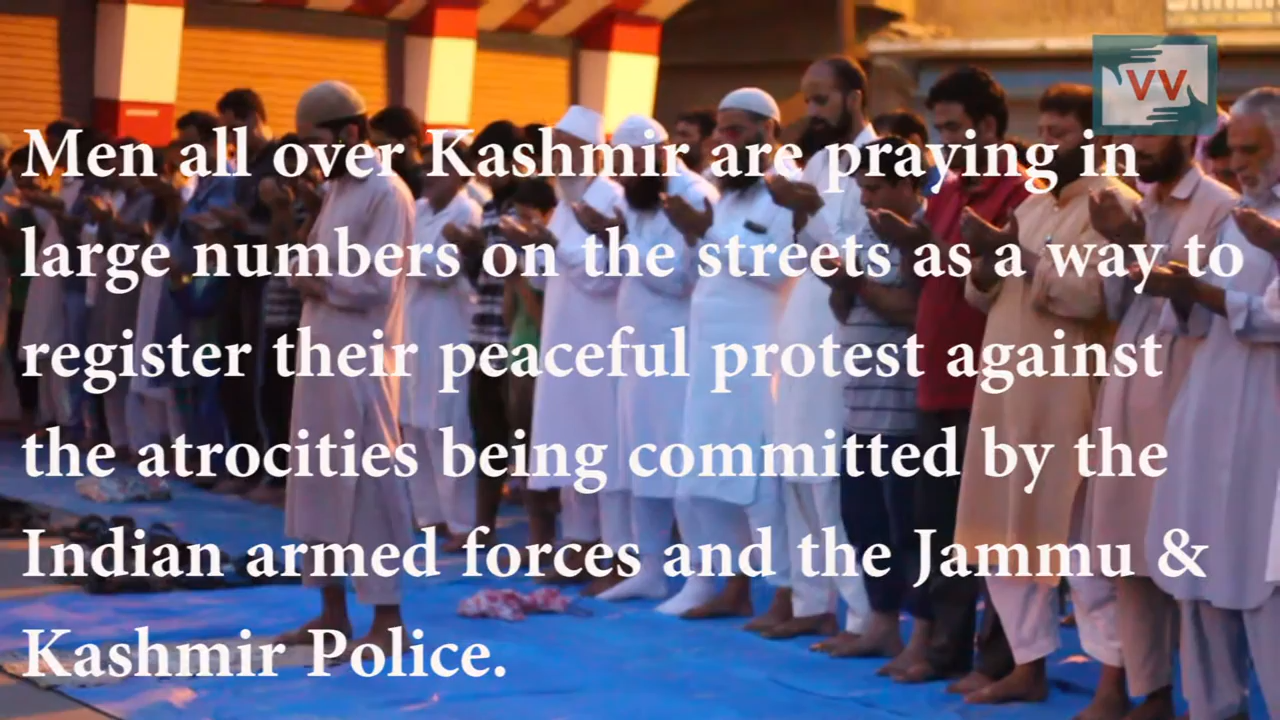 VV
Men all over Kashmir are praying in
large numbers on the streets as a way to
register their peaceful protest against
the atrocities being committed by the
Indian armed forces and the Jammu &
Kashmir Police.